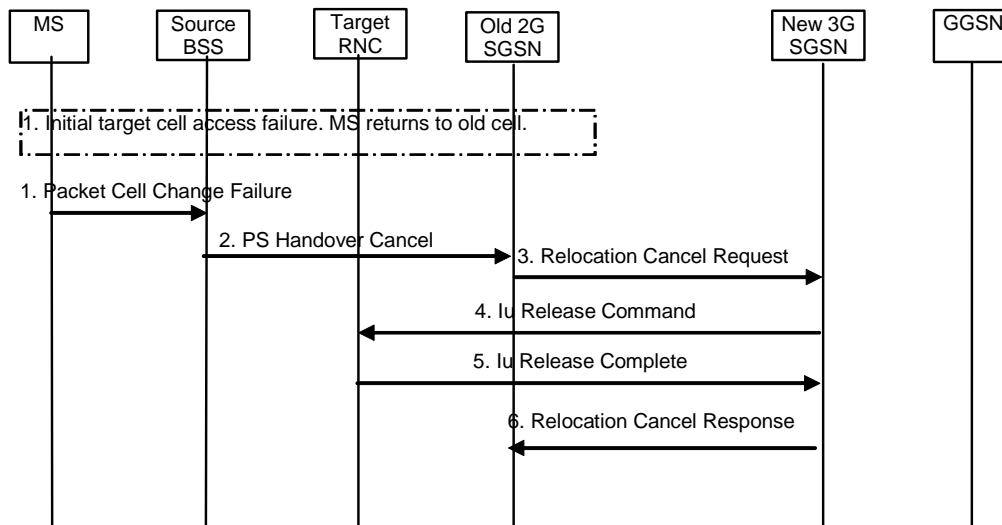 MS
Source
BSS
Target
RNC
Old 2G
SGSN
New 3G
SGSN
GGSN
1. Initial target cell access failure. MS returns to old cell.
1. Packet Cell Change Failure
2. PS Handover Cancel
3. Relocation Cancel Request
4. Iu Release Command
5. Iu Release Complete
6. Relocation Cancel Response